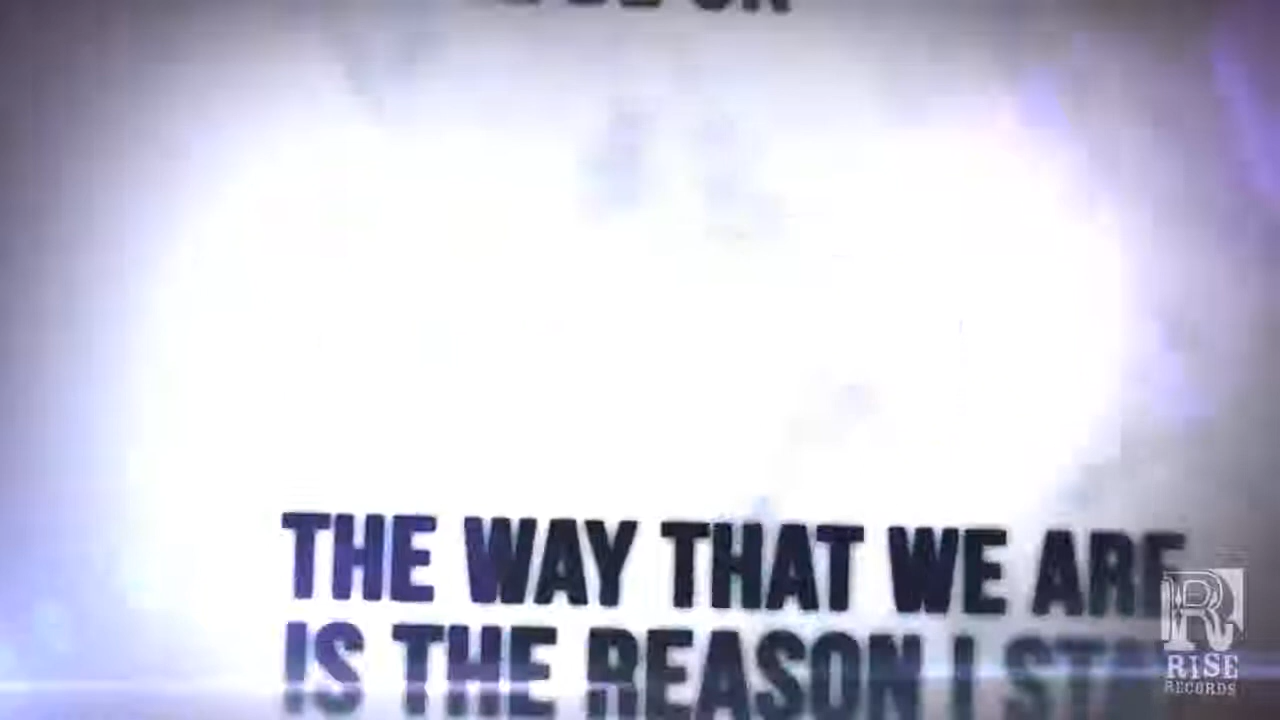 THE WAY THAT WE ARE
IS THE REASON I
RISE
RECORDS